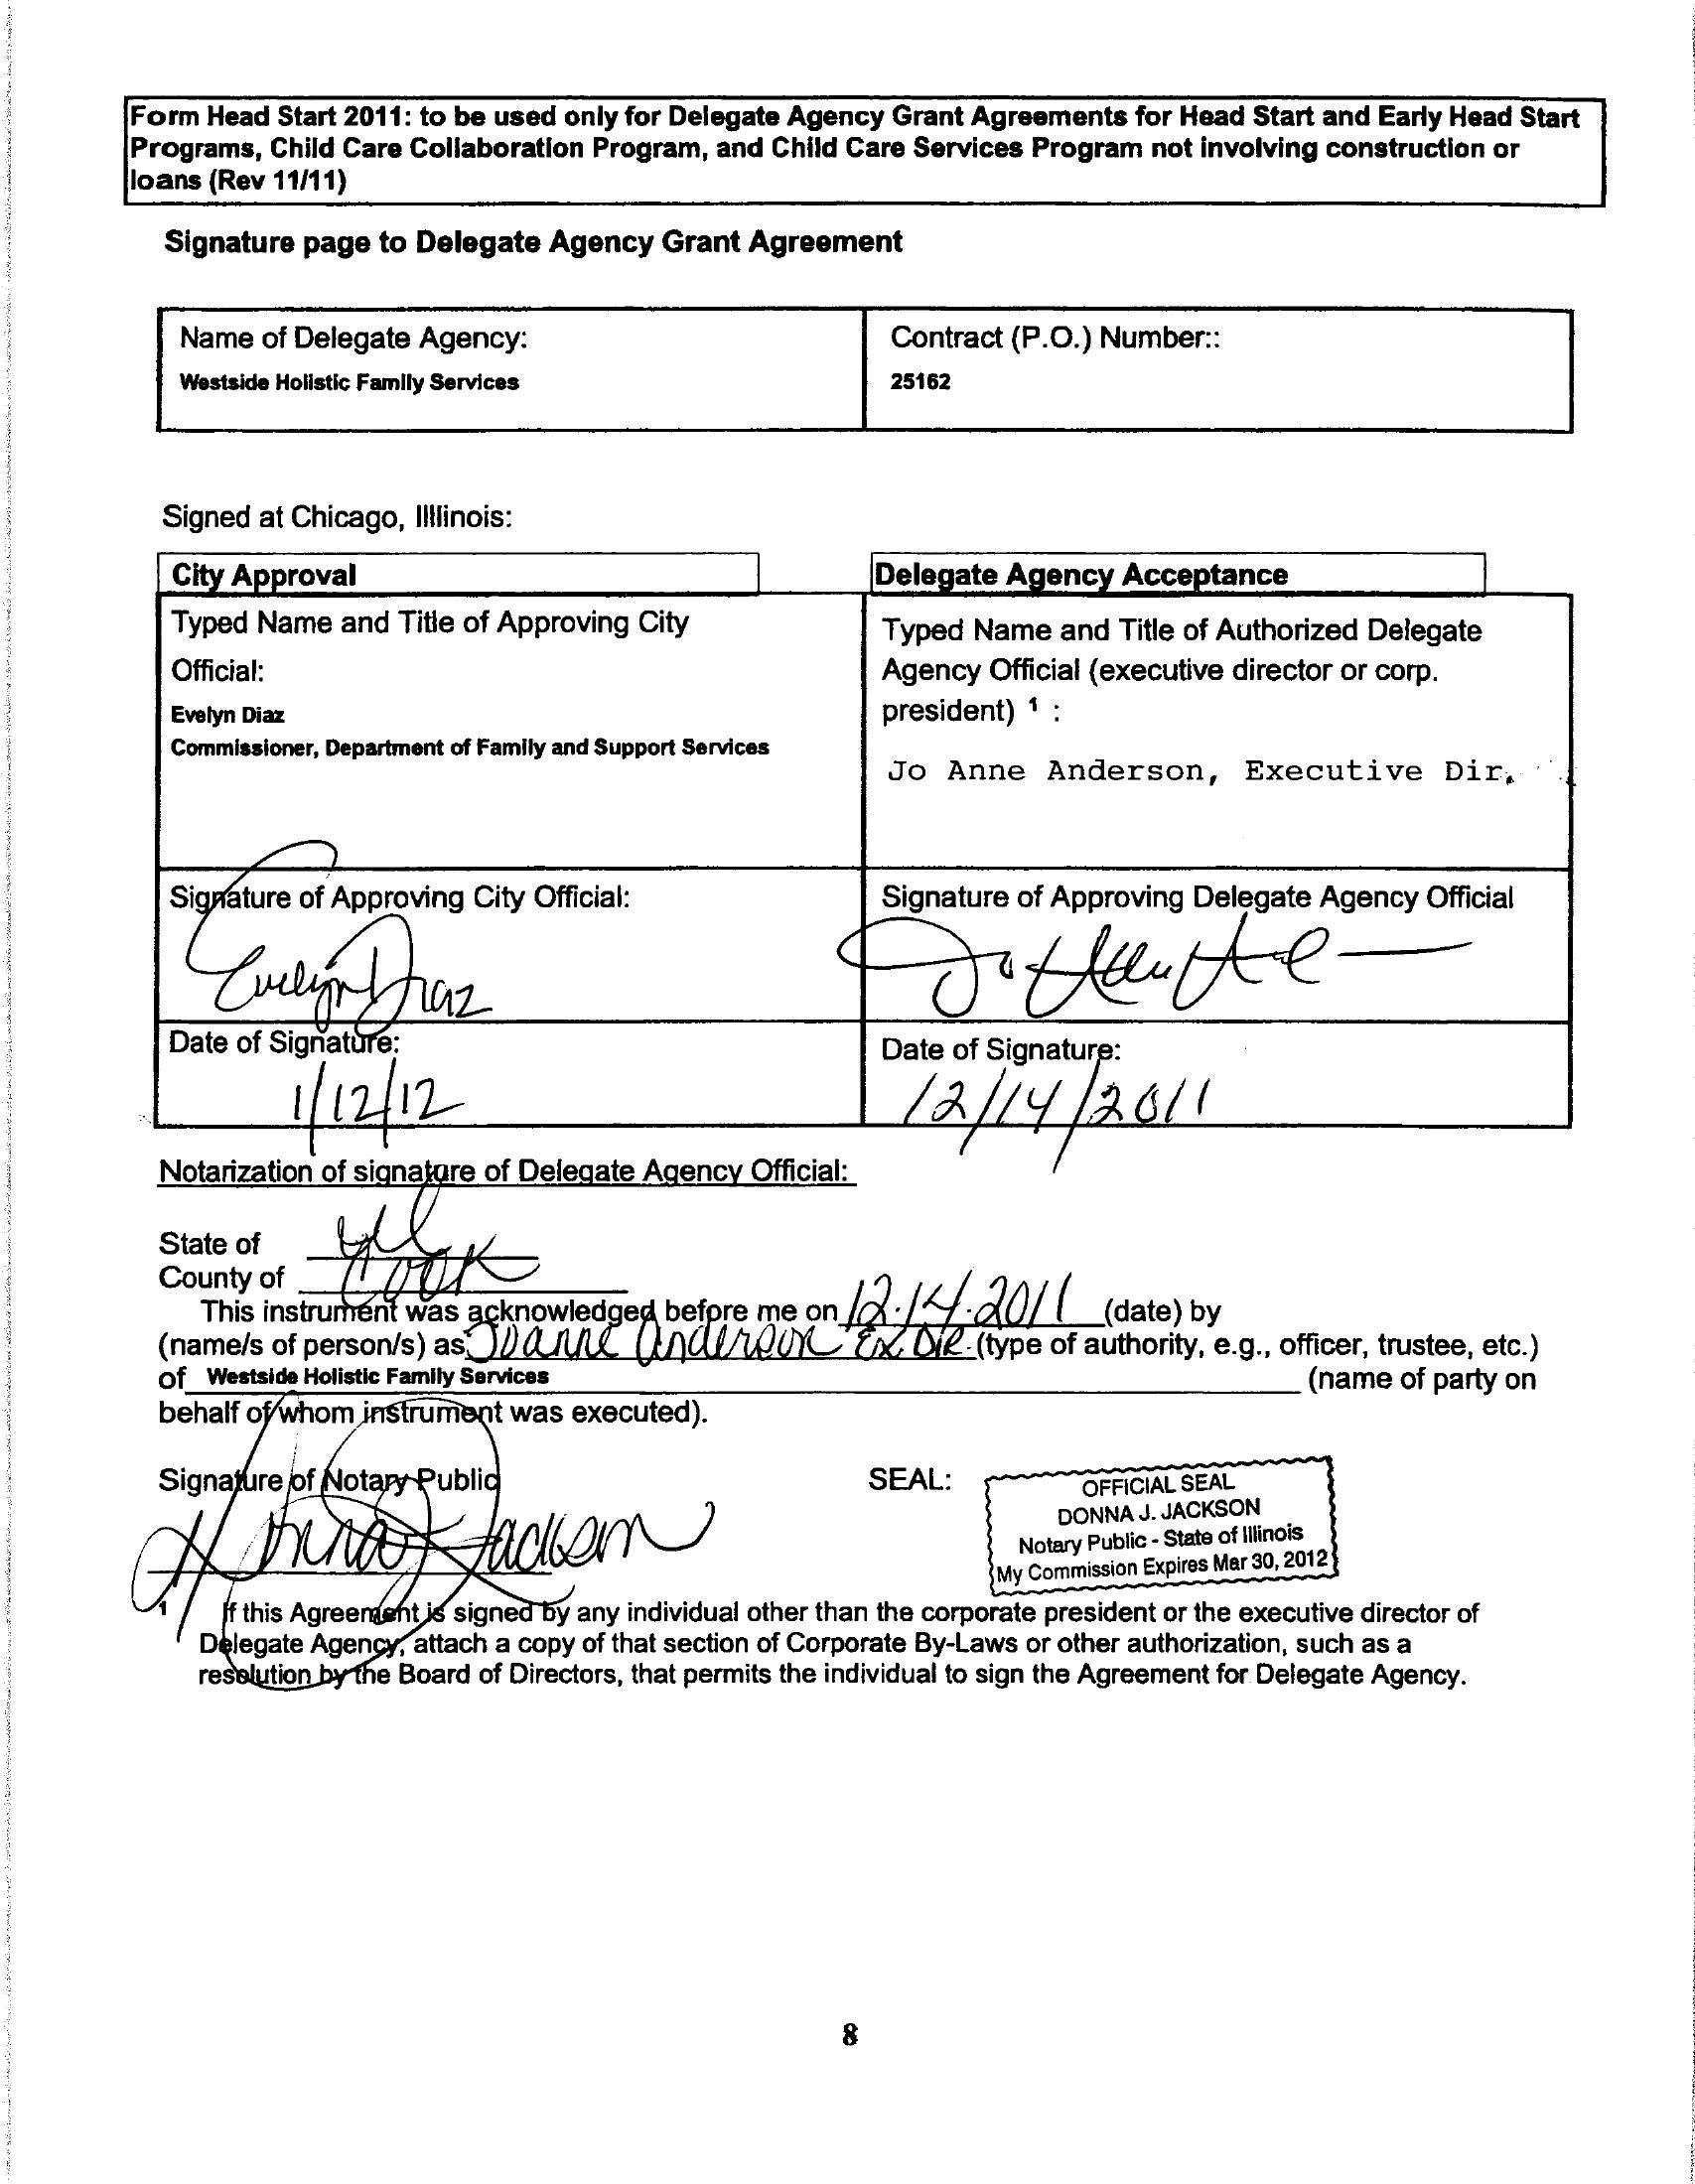 Form Head Start 2011: to be used only for Delegate Agency Grant Agreements for Head Start and Early Head Start
Programs, Child Care Collaboration Program, and Child Care Services Program not involving construction or
loans (Rev 11/11)
Signature page to Delegate Agency Grant Agreement
Name of Delegate Agency:
Westside Holistic Family Services
Contract (P.O.) Number::
25162
Signed at Chicago, Illlinois:
City Approval
Typed Name and Title of Approving City
Official:
Evelyn Diaz
Commissioner, Department of Family and Support Services
Delegate Agency Acceptance
Typed Name and Title of Authorized Delegate
Agency Official (executive director or corp.
president) 1 :
Jo Anne Anderson, Executive Dir.
Signature of Approving City Official:
Evelyn Diaz
Signature of Approving Delegate Agency Official
Date of Signature:
1/12/12
Date of Signature:
12/14/2011
Notarization of signature of Delegate Agency Official:
State of Ill
County of Cook
This instrument was acknowledged before me on 12.14.2011 (date) by
(name/s of person/s) as Joanne Anderson Ex Dir. (type of authority, e.g., officer, trustee, etc.)
of Westside Holistic Family Services (name of party on
behalf of whom instrument was executed).
Signature of Notary Public
Donna J Jackson
SEAL:
OFFICIAL SEAL
DONNA J. JACKSON
Notary Public - State of Illinois
My Commission Expires Mar 30, 2012
1 If this Agreement is signed by any individual other than the corporate president or the executive director of
Delegate Agency, attach a copy of that section of Corporate By-Laws or other authorization, such as a
resolution by the Board of Directors, that permits the individual to sign the Agreement for Delegate Agency.
8